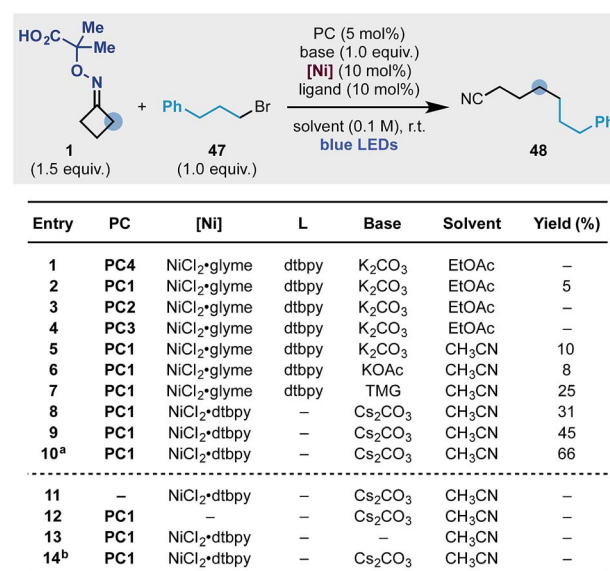 HO2C Me
Me
O
N
1
(1.5 equiv.)
+
Ph Br
47
(1.0 equiv.)
PC (5 mol%)
base (1.0 equiv.)
[Ni] (10 mol%)
ligand (10 mol%)
solvent (0.1 M), r.t.
blue LEDs
NC
Ph
48
Entry PC [Ni] L Base Solvent Yield (%)
1 PC4 NiCl2•glyme dtbpy K2CO3 EtOAc –
2 PC1 NiCl2•glyme dtbpy K2CO3 EtOAc 5
3 PC2 NiCl2•glyme dtbpy K2CO3 EtOAc –
4 PC3 NiCl2•glyme dtbpy K2CO3 EtOAc –
5 PC1 NiCl2•glyme dtbpy K2CO3 CH3CN 10
6 PC1 NiCl2•glyme dtbpy KOAc CH3CN 8
7 PC1 NiCl2•glyme dtbpy TMG CH3CN 25
8 PC1 NiCl2•dtbpy – Cs2CO3 CH3CN 31
9 PC1 NiCl2•dtbpy – Cs2CO3 CH3CN 45
10a PC1 NiCl2•dtbpy – Cs2CO3 CH3CN 66
11 – NiCl2•dtbpy – Cs2CO3 CH3CN –
12 PC1 – – Cs2CO3 CH3CN –
13 PC1 NiCl2•dtbpy – – CH3CN –
14b PC1 NiCl2•dtbpy – Cs2CO3 CH3CN –